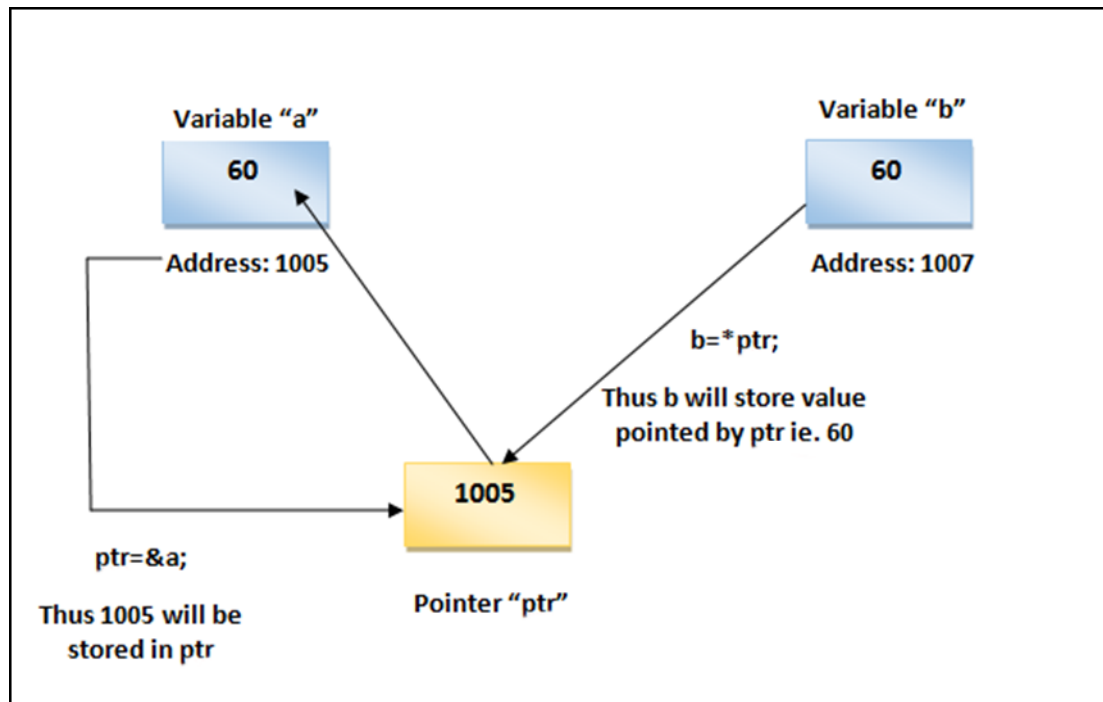 Variable “a”
60
Address: 1005
Variable “b”
60
Address: 1007
b=*ptr;
Thus b will store value
pointed by ptr ie. 60
1005
Pointer “ptr”
ptr=&a;
Thus 1005 will be
stored in ptr